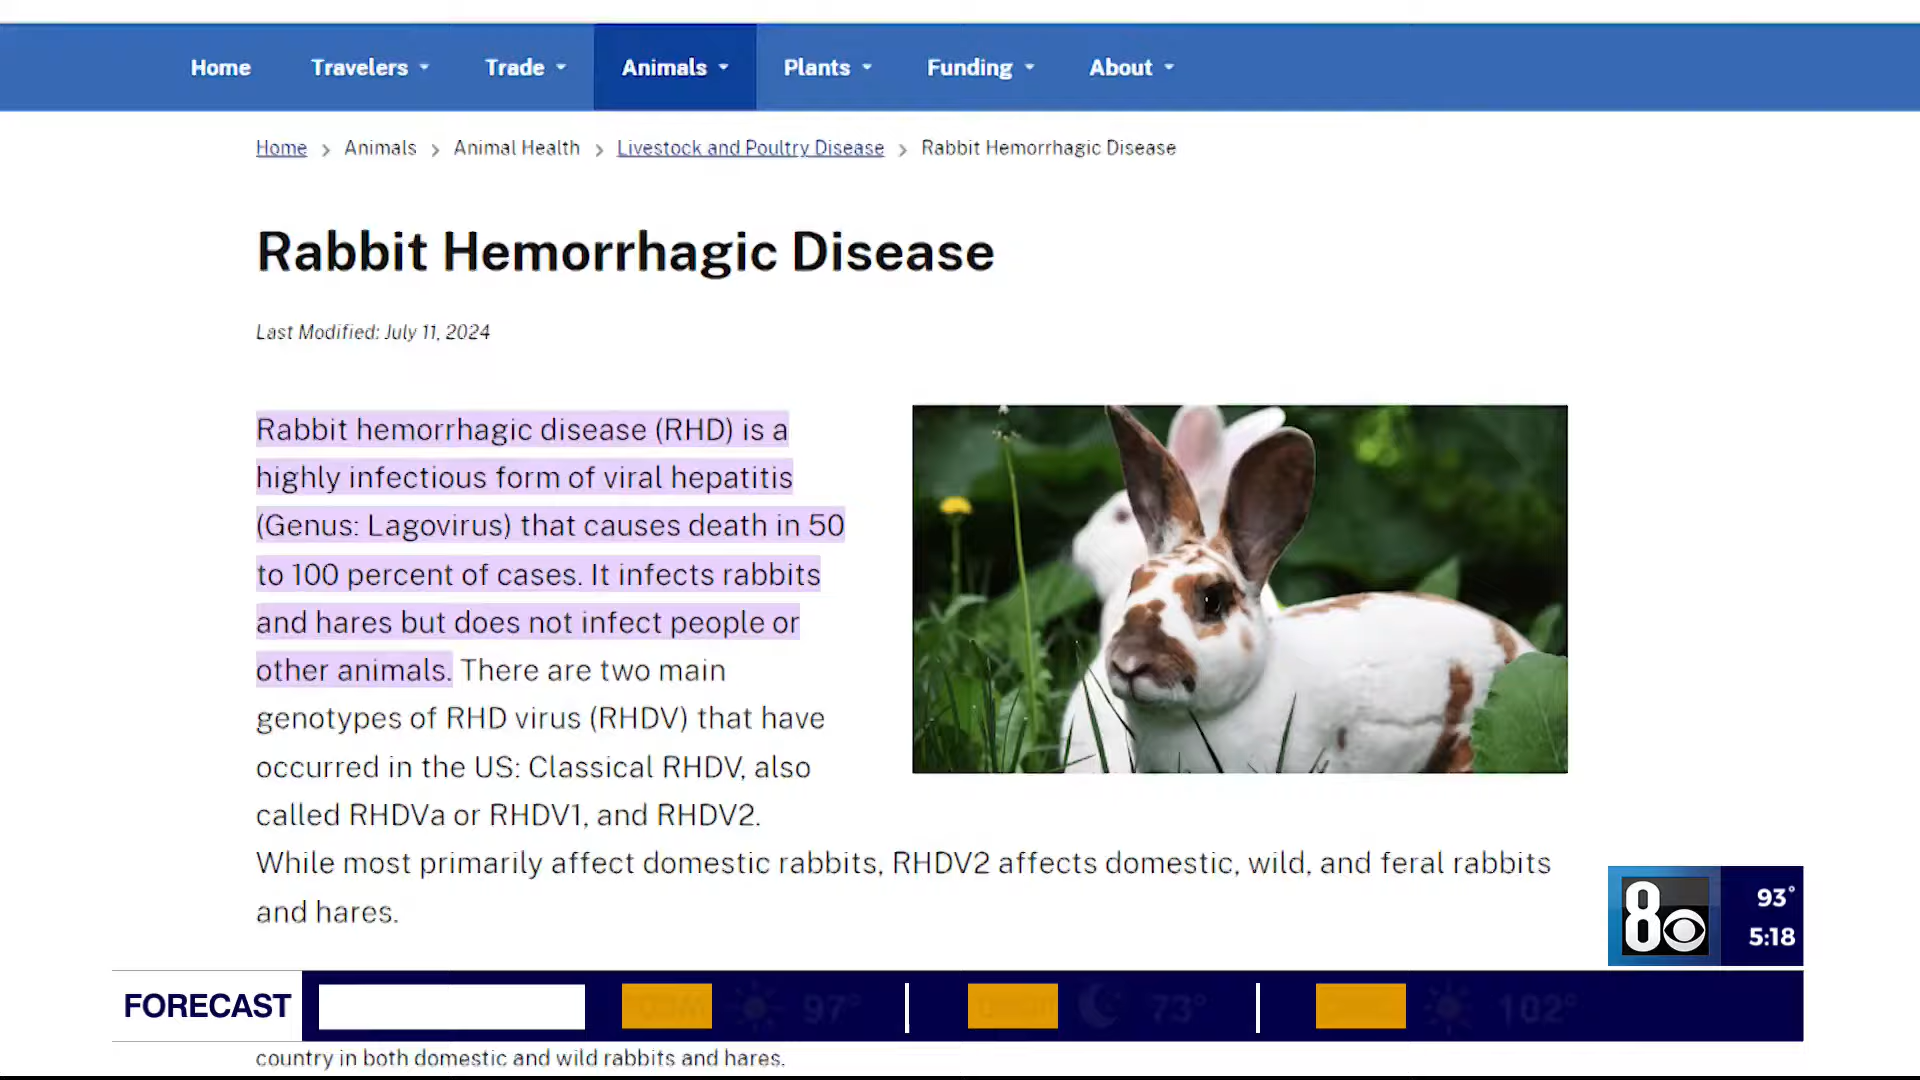 Home Travelers Trade Animals Plants Funding About
Home > Animals > Animal Health > Livestock and Poultry Disease > Rabbit Hemorrhagic Disease
Rabbit Hemorrhagic Disease
Last Modified: July 11, 2024
Rabbit hemorrhagic disease (RHD) is a
highly infectious form of viral hepatitis
(Genus: Lagovirus) that causes death in 50
to 100 percent of cases. It infects rabbits
and hares but does not infect people or
other animals. There are two main
genotypes of RHD virus (RHDV) that have
occurred in the US: Classical RHDV, also
called RHDVa or RHDV1, and RHDV2.
While most primarily affect domestic rabbits, RHDV2 affects domestic, wild, and feral rabbits
and hares.
8
93°
5:18
FORECAST 97° 73° 102°
country in both domestic and wild rabbits and hares.